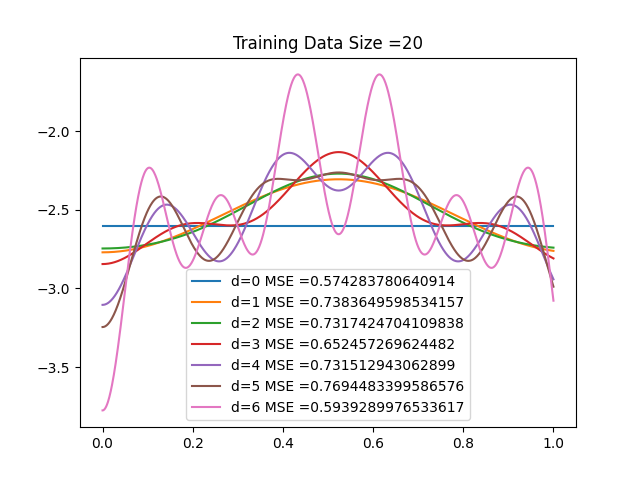 Training Data Size =20
−2.0
−2.5
−3.0
−3.5
d=0 MSE =0.574283780640914
d=1 MSE =0.7383649598534157
d=2 MSE =0.7317424704109838
d=3 MSE =0.652457269624482
d=4 MSE =0.731512943062899
d=5 MSE =0.7694483399586576
d=6 MSE =0.5939289976533617
0.0 0.2 0.4 0.6 0.8 1.0